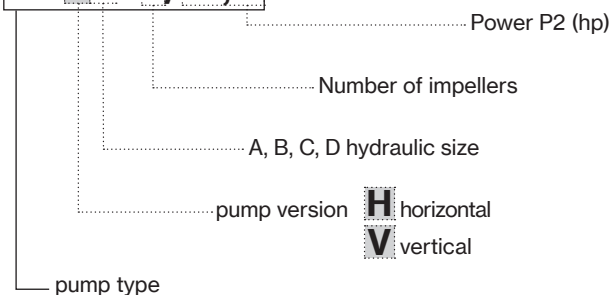 Power P2 (hp)
Number of impellers
A, B, C, D hydraulic size
pump version H horizontal
V vertical
pump type